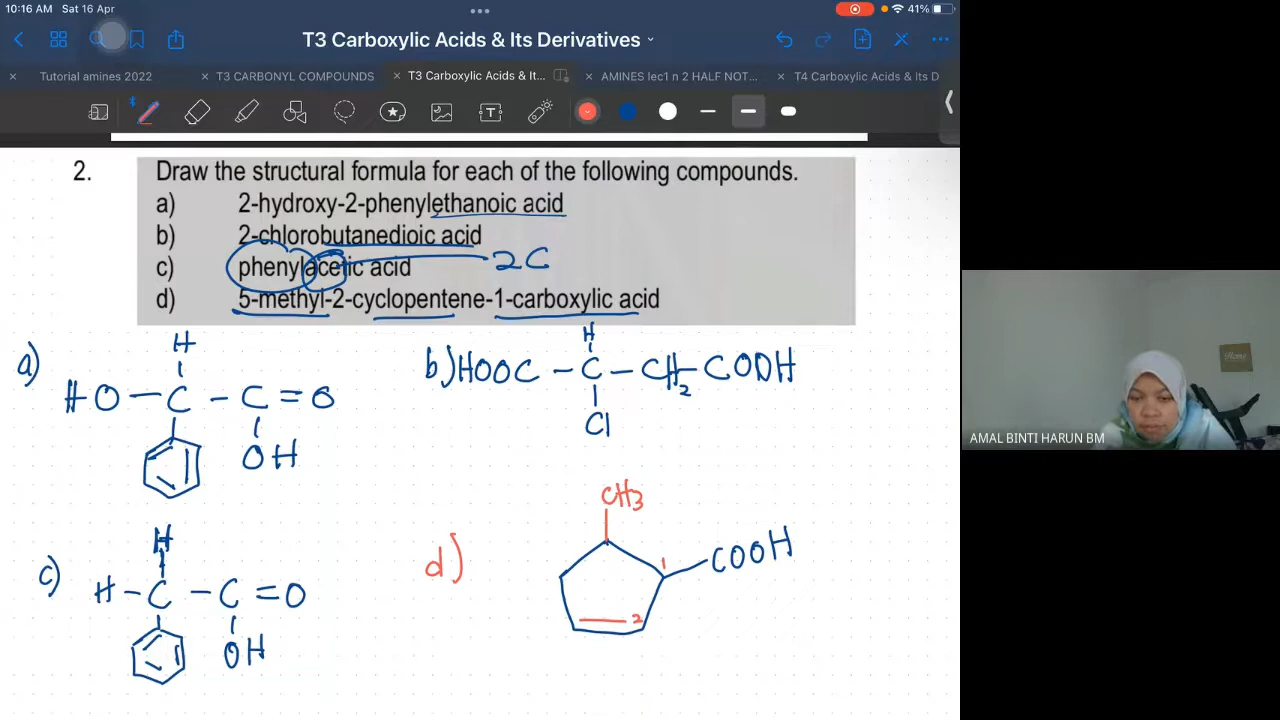 10:16 AM Sat 16 Apr
41%
T3 Carboxylic Acids & Its Derivatives
Tutorial amines 2022
T3 CARBONYL COMPOUNDS
T3 Carboxylic Acids & It...
AMINES lec1 n 2 HALF NOT...
T4 Carboxylic Acids & Its D
2. Draw the structural formula for each of the following compounds.
a) 2-hydroxy-2-phenylethanoic acid
b) 2-chlorobutanedioic acid
c) phenylacetic acid 2C
d) 5-methyl-2-cyclopentene-1-carboxylic acid
a)
H
HO – C – C = O
OH
b) HOOC – C – CH2 – COOH
H
Cl
c)
H
H – C – C = O
OH
d)
CH3
1
COOH
2
Home
AMAL BINTI HARUN BM